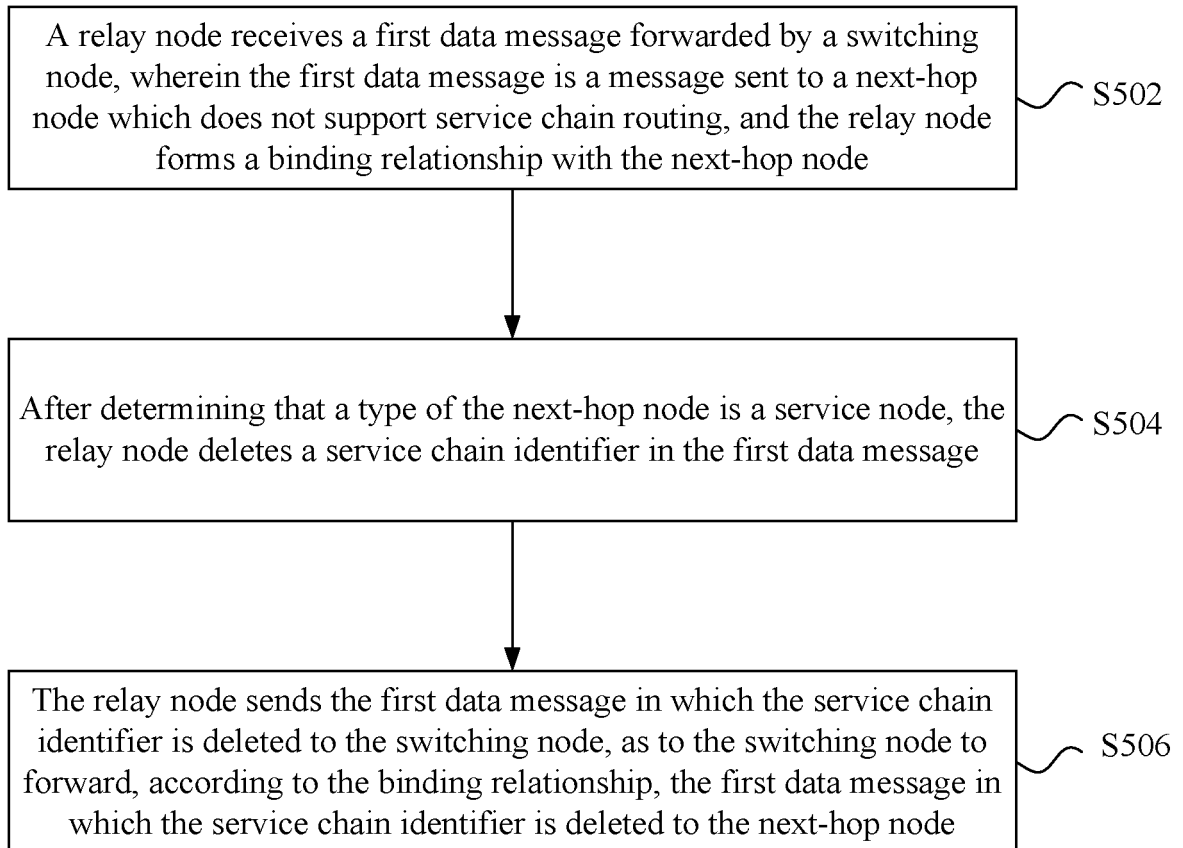 A relay node receives a first data message forwarded by a switching
node, wherein the first data message is a message sent to a next-hop
node which does not support service chain routing, and the relay node
forms a binding relationship with the next-hop node
S502
After determining that a type of the next-hop node is a service node, the
relay node deletes a service chain identifier in the first data message
S504
The relay node sends the first data message in which the service chain
identifier is deleted to the switching node, as to the switching node to
forward, according to the binding relationship, the first data message in
which the service chain identifier is deleted to the next-hop node
S506